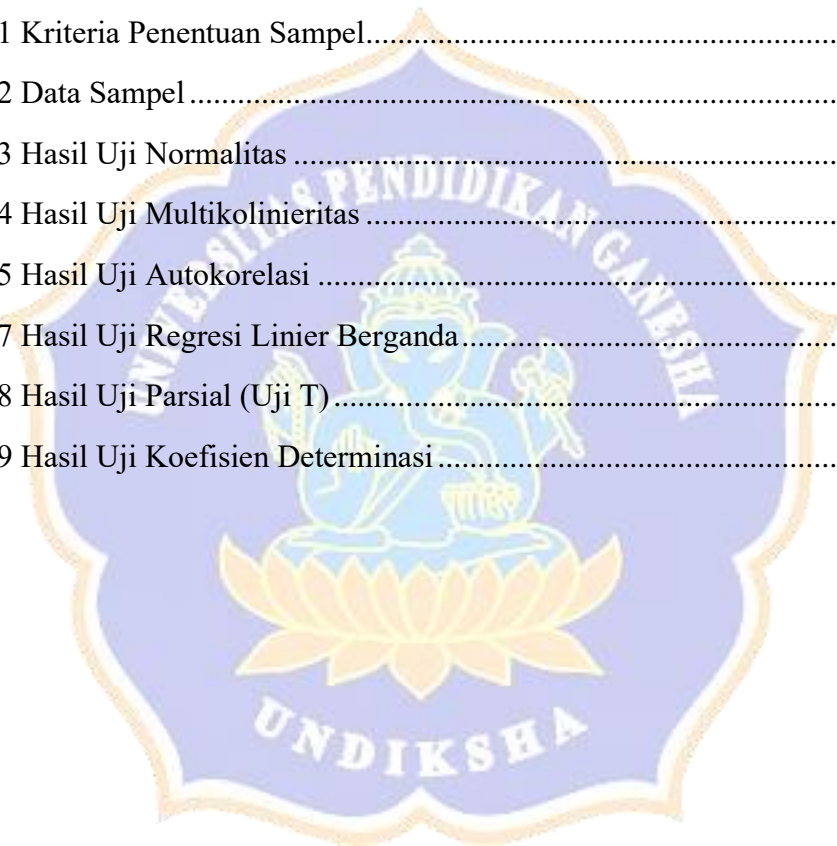 1 Kriteria Penentuan Sampel....................................................................
2 Data Sampel....................................................................
3 Hasil Uji Normalitas....................................................................
4 Hasil Uji Multikolinieritas....................................................................
5 Hasil Uji Autokorelasi....................................................................
7 Hasil Uji Regresi Linier Berganda....................................................................
8 Hasil Uji Parsial (Uji T)....................................................................
9 Hasil Uji Koefisien Determinasi....................................................................
UNIVERSITAS PENDIDIKAN GANESHA
UNDIKSHA